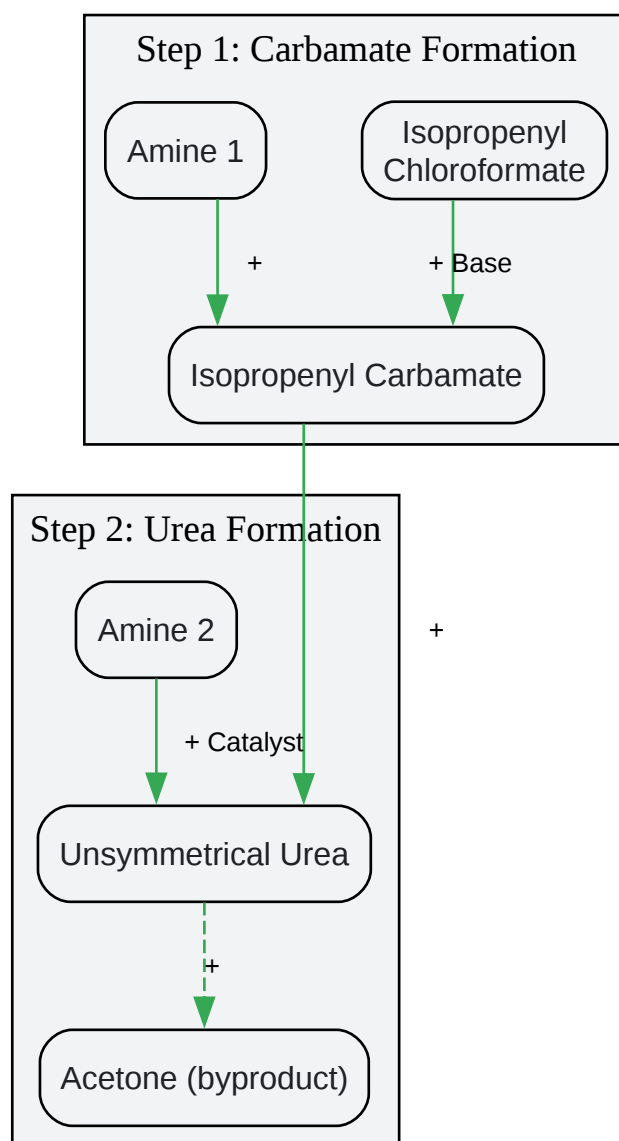 Step 1: Carbamate Formation
Amine 1
Isopropenyl
Chloroformate
+
+ Base
Isopropenyl Carbamate
Step 2: Urea Formation
Amine 2
+
+ Catalyst
Unsymmetrical Urea
+
Acetone (byproduct)